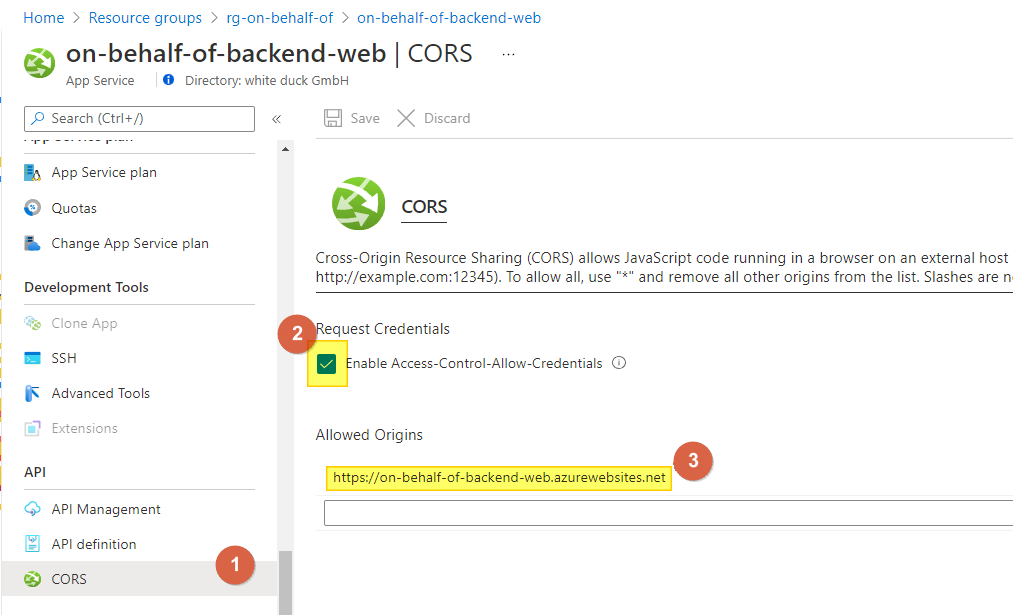 Home > Resource groups > rg-on-behalf-of > on-behalf-of-backend-web
on-behalf-of-backend-web | CORS ...
App Service Directory: white duck GmbH
Search (Ctrl+/) «
Save Discard
App Service plan
App Service plan
Quotas
Change App Service plan
Development Tools
Clone App
SSH
Advanced Tools
Extensions
API
API Management
API definition
CORS 1
CORS
Cross-Origin Resource Sharing (CORS) allows JavaScript code running in a browser on an external host
http://example.com:12345). To allow all, use "*" and remove all other origins from the list. Slashes are
Request Credentials
2
Enable Access-Control-Allow-Credentials
Allowed Origins
https://on-behalf-of-backend-web.azurewebsites.net 3